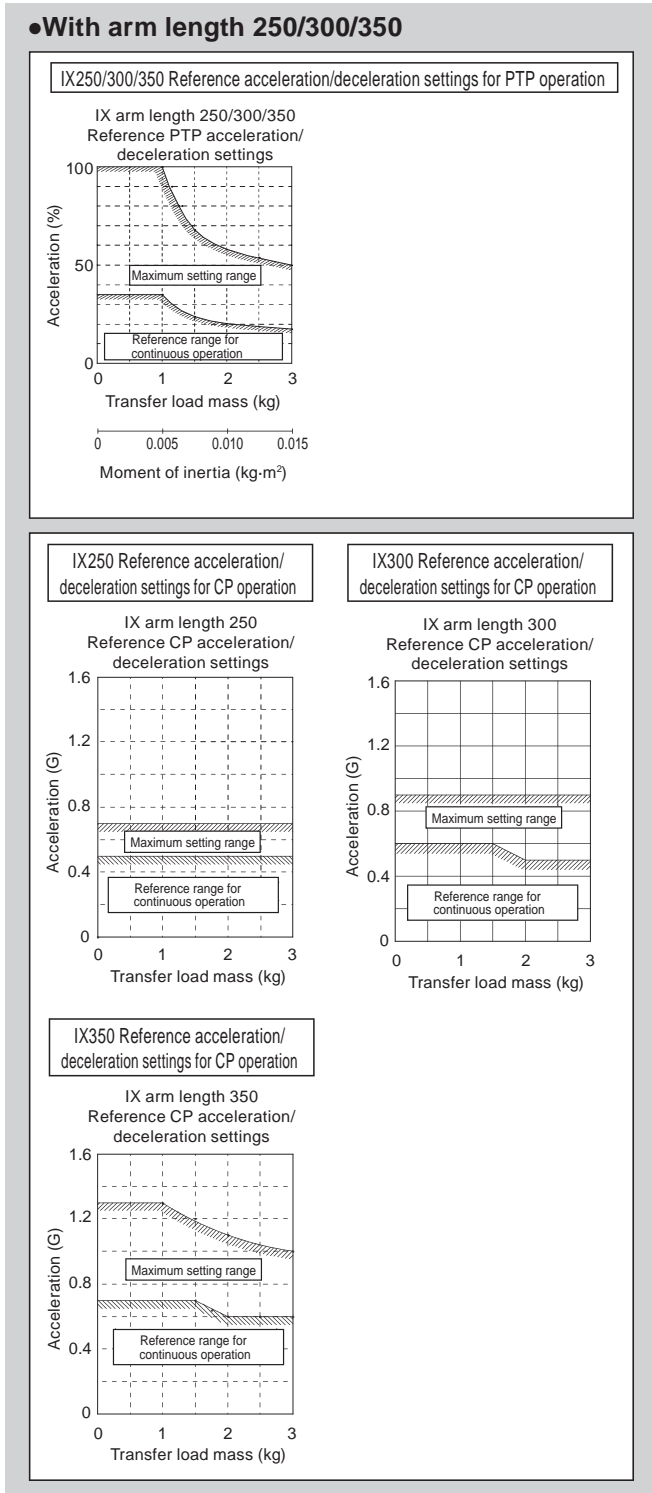 ●With arm length 250/300/350
IX250/300/350 Reference acceleration/deceleration settings for PTP operation
IX arm length 250/300/350
Reference PTP acceleration/
deceleration settings
100
50
0
Acceleration (%)
Maximum setting range
Reference range for
continuous operation
0 1 2 3
Transfer load mass (kg)
0 0.005 0.010 0.015
Moment of inertia (kg·m²)
IX250 Reference acceleration/
deceleration settings for CP operation
IX arm length 250
Reference CP acceleration/
deceleration settings
1.6
1.2
0.8
0.4
0
Acceleration (G)
Maximum setting range
Reference range for
continuous operation
0 1 2 3
Transfer load mass (kg)
IX300 Reference acceleration/
deceleration settings for CP operation
IX arm length 300
Reference CP acceleration/
deceleration settings
1.6
1.2
0.8
0.4
0
Acceleration (G)
Maximum setting range
Reference range for
continuous operation
0 1 2 3
Transfer load mass (kg)
IX350 Reference acceleration/
deceleration settings for CP operation
IX arm length 350
Reference CP acceleration/
deceleration settings
1.6
1.2
0.8
0.4
0
Acceleration (G)
Maximum setting range
Reference range for
continuous operation
0 1 2 3
Transfer load mass (kg)